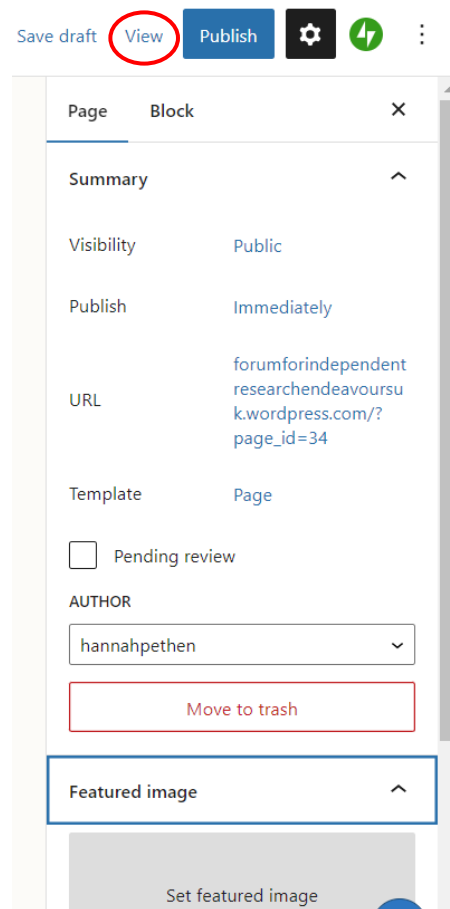 Save draft View Publish
Page Block
Summary
Visibility Public
Publish Immediately
URL forumforindependent
researchendeavoursu
k.wordpress.com/?
page_id=34
Template Page
Pending review
AUTHOR
hannahpethen
Move to trash
Featured image
Set featured image